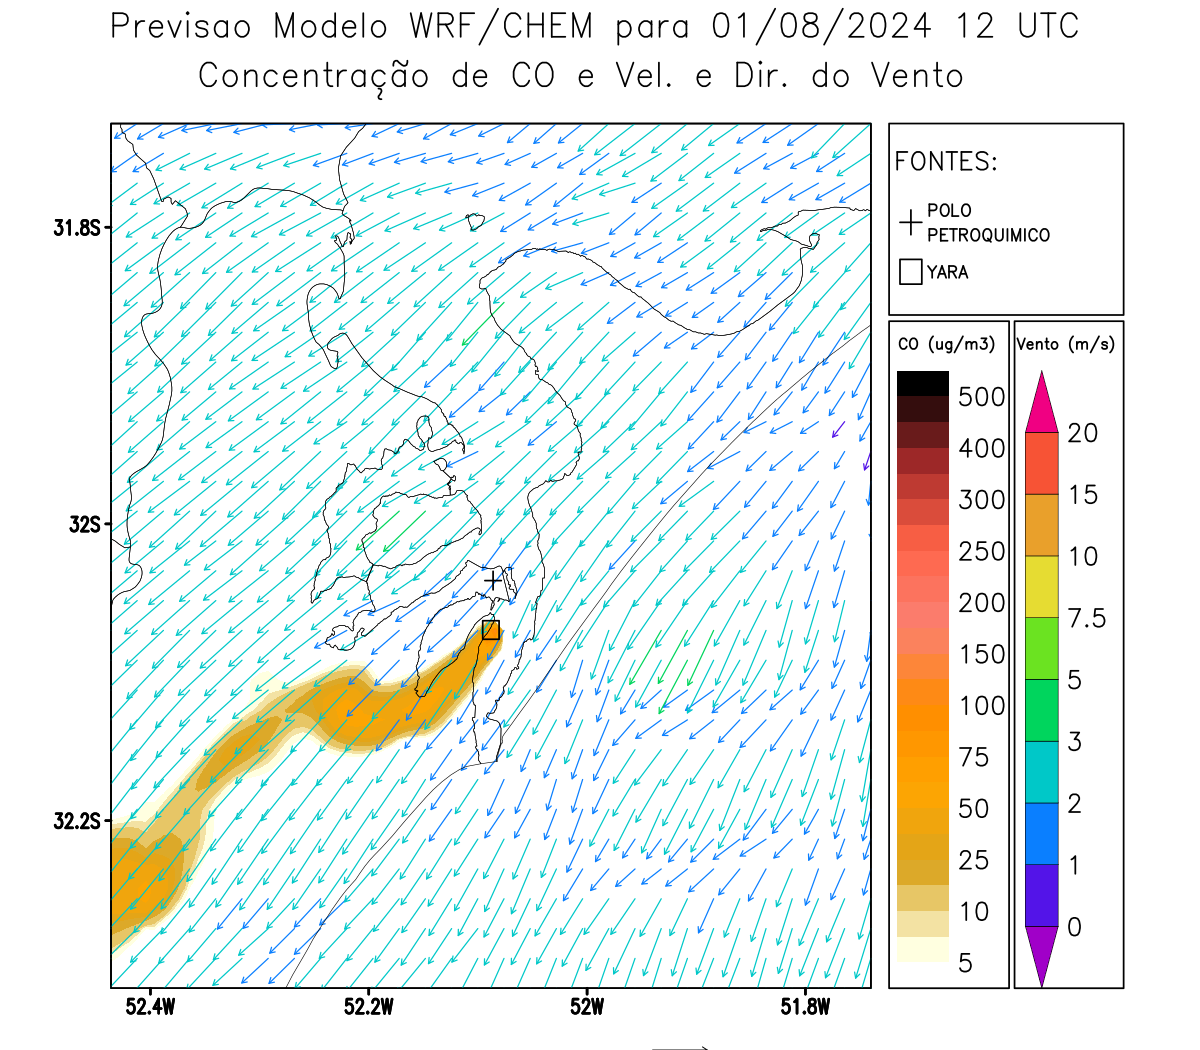 Previsao Modelo WRF/CHEM para 01/08/2024 12 UTC
Concentração de CO e Vel. e Dir. do Vento
FONTES:
POLO
PETROQUIMICO
YARA
CO (ug/m3)
500
400
300
250
200
150
100
75
50
25
10
5
Vento (m/s)
20
15
10
7.5
5
3
2
1
0
31.8S
32S
32.2S
52.4W
52.2W
52W
51.8W